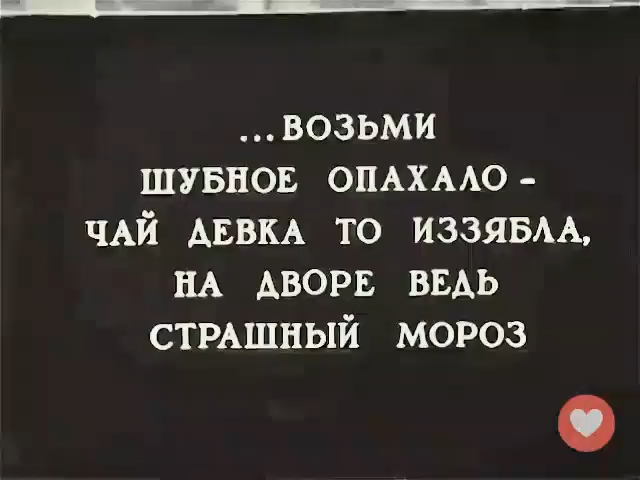 ...ВОЗЬМИ
ШУБНОЕ ОПАХАЛО -
ЧАЙ ДЕВКА ТО ИЗЗЯБЛА,
НА ДВОРЕ ВЕДЬ
СТРАШНЫЙ МОРОЗ